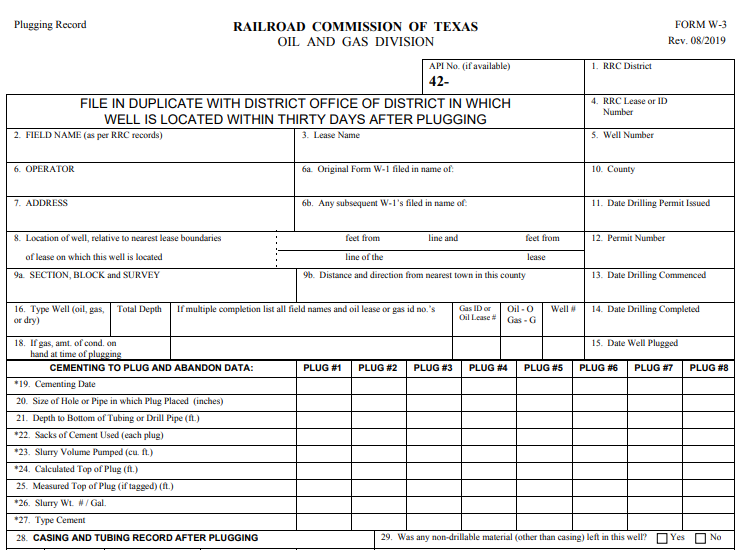 Plugging Record
RAILROAD COMMISSION OF TEXAS
FORM W-3
OIL AND GAS DIVISION
Rev. 08/2019
API No. (if available)
42-
1. RRC District
FILE IN DUPLICATE WITH DISTRICT OFFICE OF DISTRICT IN WHICH
WELL IS LOCATED WITHIN THIRTY DAYS AFTER PLUGGING
4. RRC Lease or ID
Number
2. FIELD NAME (as per RRC records)
3. Lease Name
5. Well Number
6. OPERATOR
6a. Original Form W-1 filed in name of:
10. County
7. ADDRESS
6b. Any subsequent W-1's filed in name of:
11. Date Drilling Permit Issued
8. Location of well, relative to nearest lease boundaries
of lease on which this well is located
feet from line and feet from
line of the lease
12. Permit Number
9a. SECTION, BLOCK and SURVEY
9b. Distance and direction from nearest town in this county
13. Date Drilling Commenced
16. Type Well (oil, gas,
or dry)
Total Depth
If multiple completion list all field names and oil lease or gas id no.'s
Gas ID or
Oil Lease #
Oil - O
Gas - G
Well #
14. Date Drilling Completed
18. If gas, amt. of cond. on
hand at time of plugging
15. Date Well Plugged
CEMENTING TO PLUG AND ABANDON DATA: PLUG #1 PLUG #2 PLUG #3 PLUG #4 PLUG #5 PLUG #6 PLUG #7 PLUG #8
*19. Cementing Date
20. Size of Hole or Pipe in which Plug Placed (inches)
21. Depth to Bottom of Tubing or Drill Pipe (ft.)
*22. Sacks of Cement Used (each plug)
*23. Slurry Volume Pumped (cu. ft.)
*24. Calculated Top of Plug (ft.)
25. Measured Top of Plug (if tagged) (ft.)
*26. Slurry Wt. # / Gal.
*27. Type Cement
28. CASING AND TUBING RECORD AFTER PLUGGING
29. Was any non-drillable material (other than casing) left in this well? Yes No